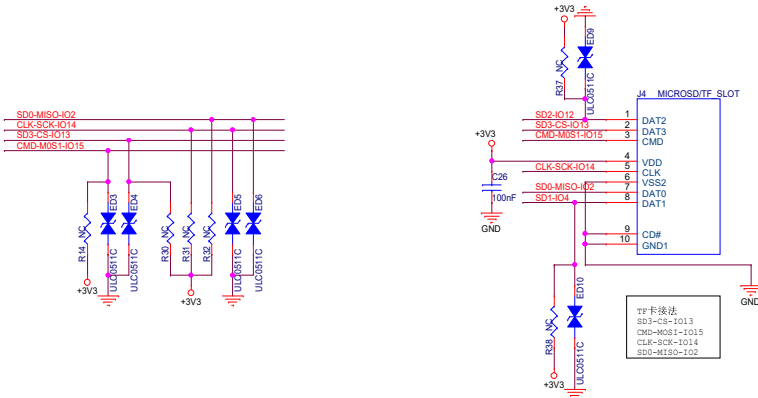 SD0-MISO-IO2
CLK-SCK-IO14
SD3-CS-IO13
CMD-M0S1-IO15
R14 NC
ED3
ULC0511C
ED4
ULC0511C
R30 NC
R31 NC
R32 NC
ED5
ULC0511C
ED6
ULC0511C
+3V3
+3V3
+3V3
R37 NC
ED9
ULC0511C
J4 MICROSD/TF_SLOT
SD2-IO12 1 DAT2
SD3-CS-IO13 2 DAT3
CMD-M0S1-IO15 3 CMD
+3V3
4 VDD
CLK-SCK-IO14 5 CLK
6 VSS2
SD0-MISO-IO2 7 DAT0
SD1-IO4 8 DAT1
9 CD#
10 GND1
C26
100nF
GND
GND
R38 NC
ED10
ULC0511C
+3V3
TF卡接法
SD3-CS-IO13
CMD-MOSI-IO15
CLK-SCK-IO14
SD0-MISO-IO2